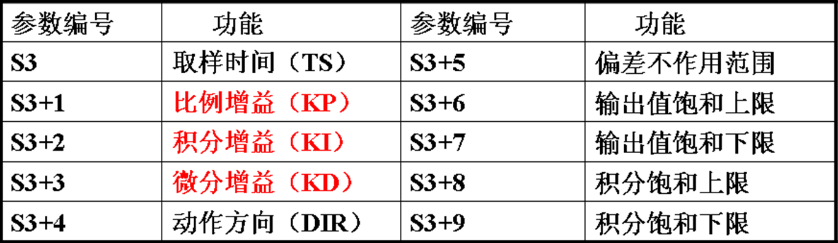 参数编号 功能 参数编号 功能
S3 取样时间（TS） S3+5 偏差不作用范围
S3+1 比例增益（KP） S3+6 输出值饱和上限
S3+2 积分增益（KI） S3+7 输出值饱和下限
S3+3 微分增益（KD） S3+8 积分饱和上限
S3+4 动作方向（DIR） S3+9 积分饱和下限